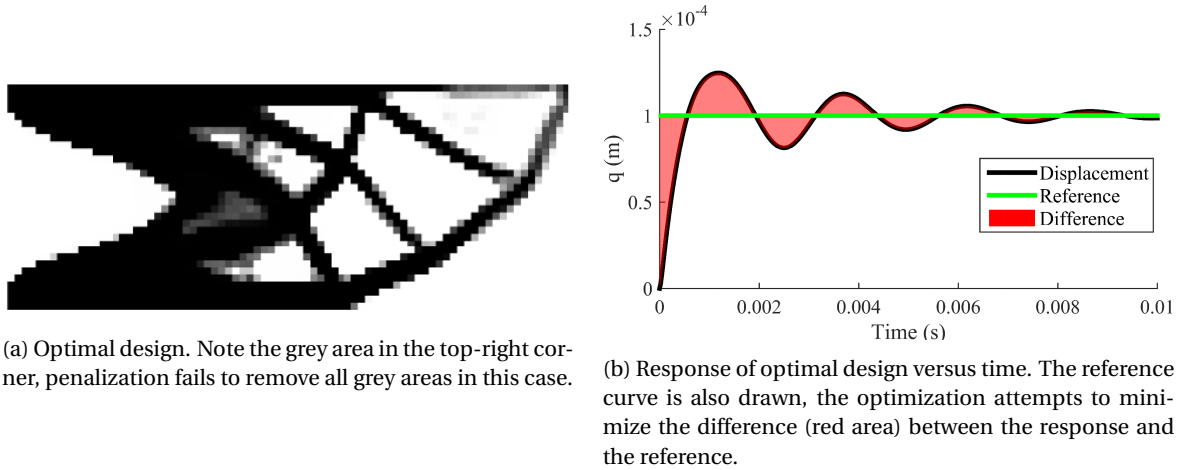 ×10⁻⁴
1.5
1
0.5
0
q (m)
Displacement
Reference
Difference
0 0.002 0.004 0.006 0.008 0.01
Time (s)
(a) Optimal design. Note the grey area in the top-right cor-
ner, penalization fails to remove all grey areas in this case.
(b) Response of optimal design versus time. The reference
curve is also drawn, the optimization attempts to mini-
mize the difference (red area) between the response and
the reference.